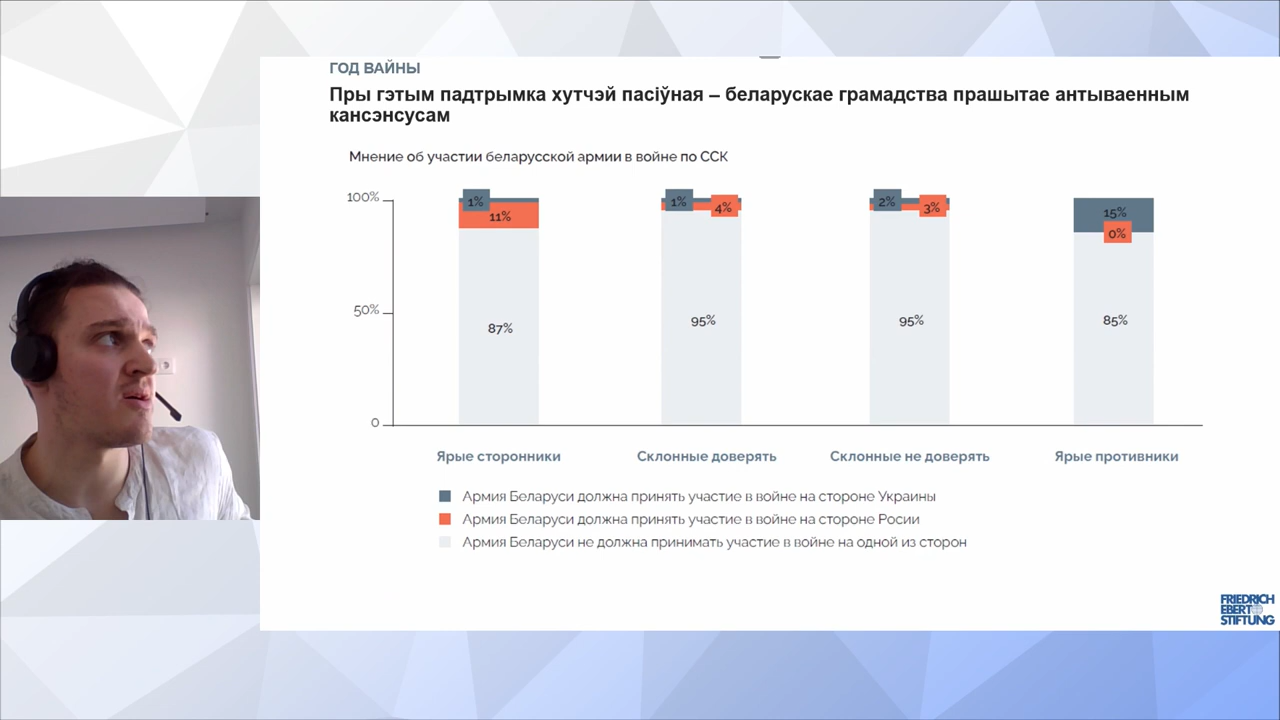 ГОД ВАЙНЫ
Пры гэтым падтрымка хутчэй пасіўная – беларускае грамадства прашытае антываенным
кансэнсусам
Мнение об участии беларусской армии в войне по ССК
100%
50%
0
1%
11%
87%
1%
4%
95%
2%
3%
95%
15%
0%
85%
Ярые сторонники
Склонные доверять
Склонные не доверять
Ярые противники
Армия Беларуси должна принять участие в войне на стороне Украины
Армия Беларуси должна принять участие в войне на стороне Росии
Армия Беларуси не должна принимать участие в войне на одной из сторон
FRIEDRICH
EBERT
STIFTUNG